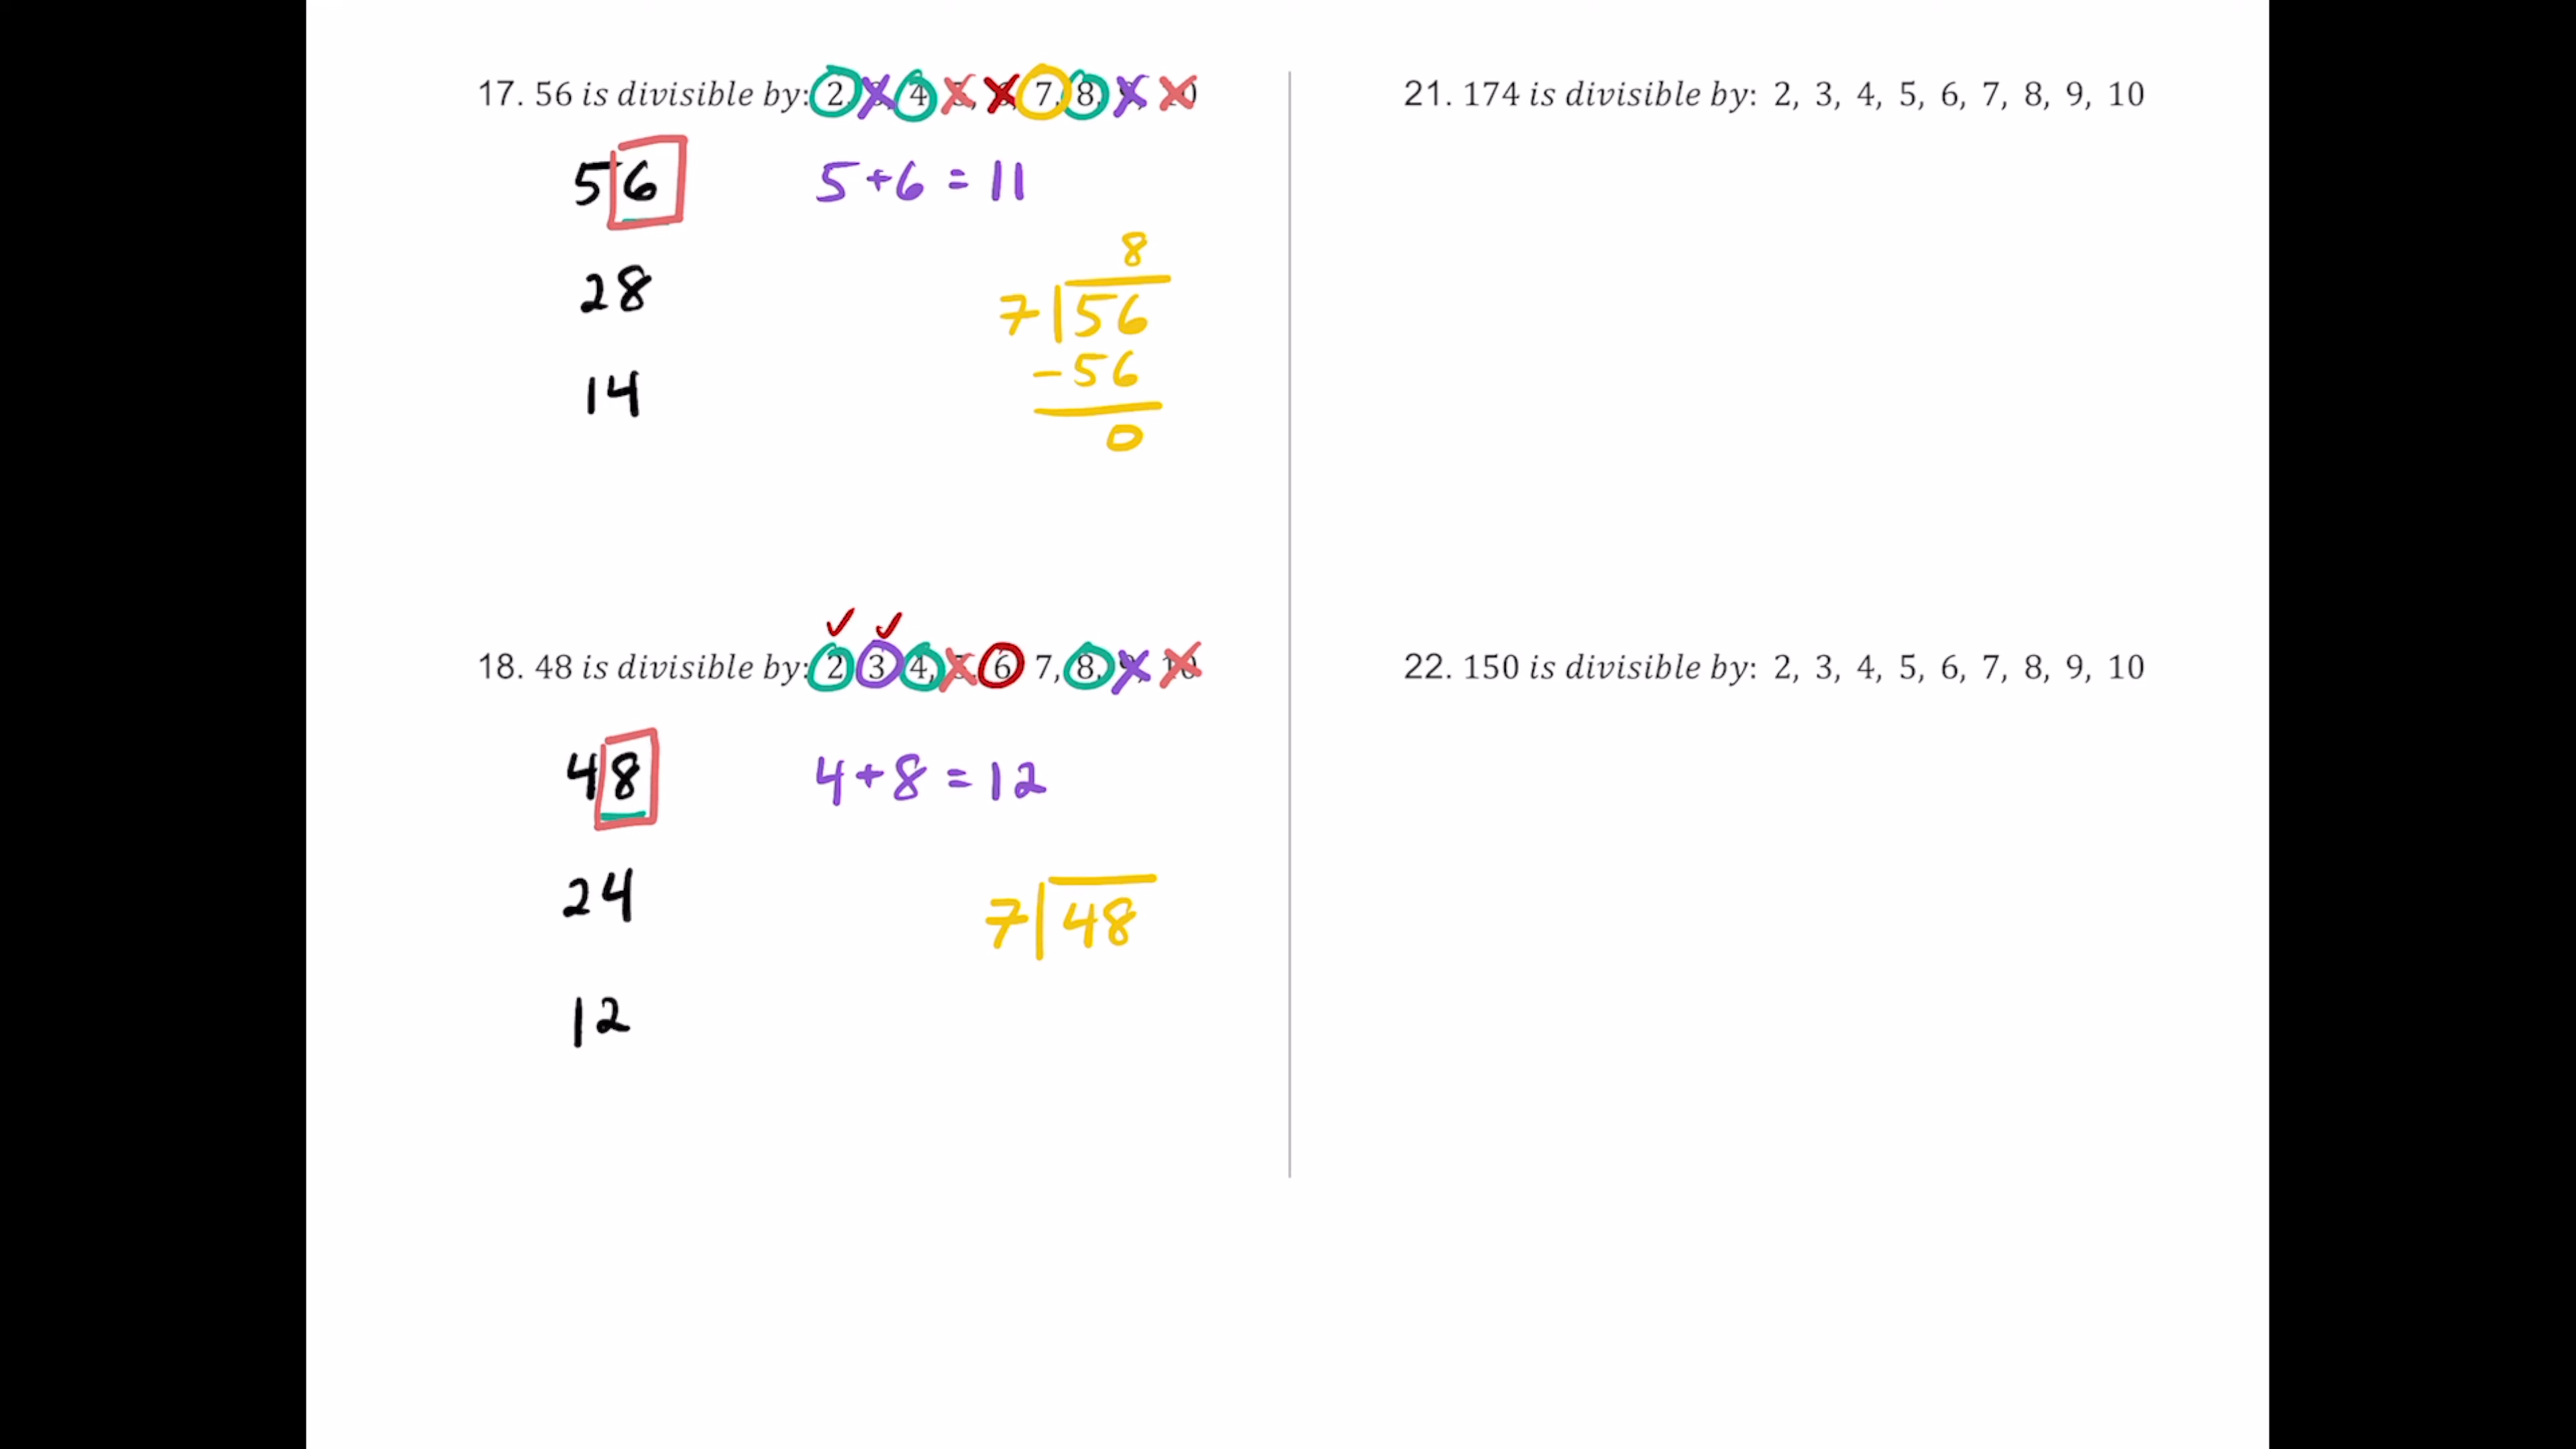 17. 56 is divisible by: 2, 3, 4, 5, 6, 7, 8, 9, 10
56
5+6 = 11
28
14
8
7 56
-56
0
18. 48 is divisible by: 2, 3, 4, 5, 6, 7, 8, 9, 10
48
4+8 = 12
24
12
7 48
21. 174 is divisible by: 2, 3, 4, 5, 6, 7, 8, 9, 10
22. 150 is divisible by: 2, 3, 4, 5, 6, 7, 8, 9, 10